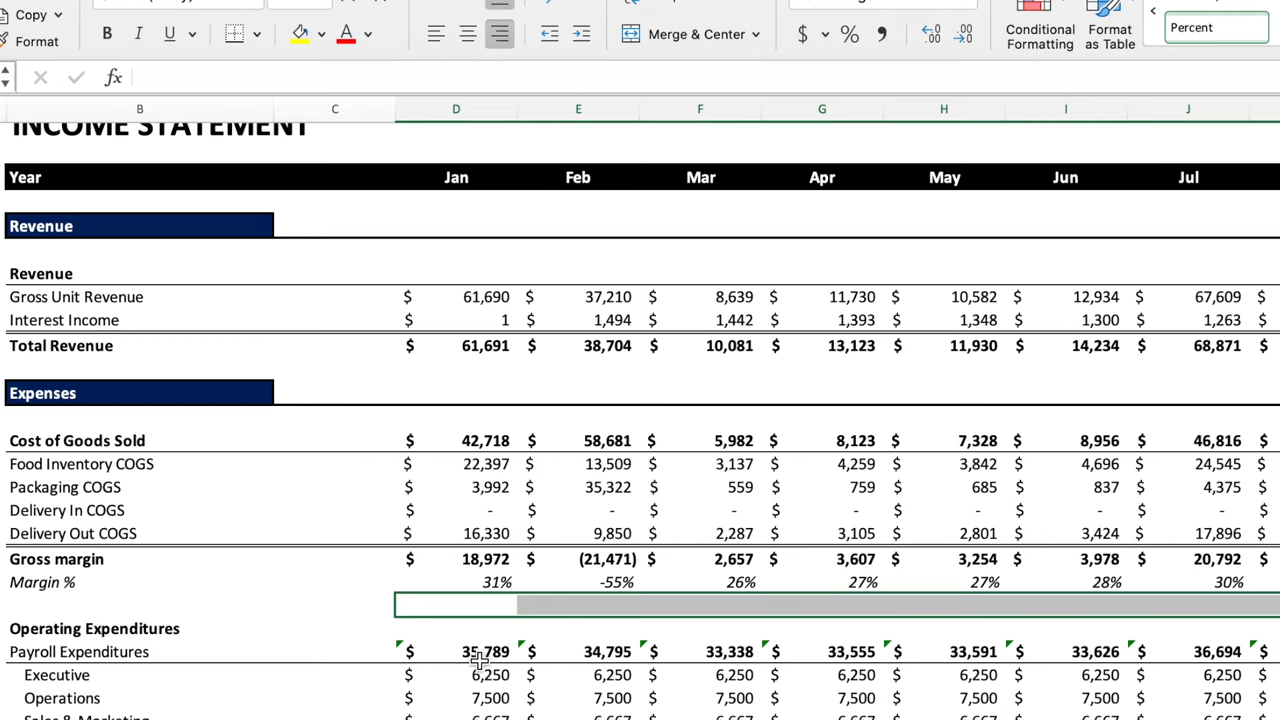 Copy
Format
B I U A Merge & Center $ % , Conditional Formatting Format as Table Percent
fx
B C D E F G H I J
INCOME STATEMENT
Year Jan Feb Mar Apr May Jun Jul
Revenue
Revenue
Gross Unit Revenue $ 61,690 $ 37,210 $ 8,639 $ 11,730 $ 10,582 $ 12,934 $ 67,609 $
Interest Income $ 1 $ 1,494 $ 1,442 $ 1,393 $ 1,348 $ 1,300 $ 1,263 $
Total Revenue $ 61,691 $ 38,704 $ 10,081 $ 13,123 $ 11,930 $ 14,234 $ 68,871 $
Expenses
Cost of Goods Sold $ 42,718 $ 58,681 $ 5,982 $ 8,123 $ 7,328 $ 8,956 $ 46,816 $
Food Inventory COGS $ 22,397 $ 13,509 $ 3,137 $ 4,259 $ 3,842 $ 4,696 $ 24,545 $
Packaging COGS $ 3,992 $ 35,322 $ 559 $ 759 $ 685 $ 837 $ 4,375 $
Delivery In COGS $ - $ - $ - $ - $ - $ - $ - $
Delivery Out COGS $ 16,330 $ 9,850 $ 2,287 $ 3,105 $ 2,801 $ 3,424 $ 17,896 $
Gross margin $ 18,972 $ (21,471) $ 2,657 $ 3,607 $ 3,254 $ 3,978 $ 20,792 $
Margin % 31% -55% 26% 27% 27% 28% 30%
Operating Expenditures
Payroll Expenditures $ 35,789 $ 34,795 $ 33,338 $ 33,555 $ 33,591 $ 33,626 $ 36,694 $
Executive $ 6,250 $ 6,250 $ 6,250 $ 6,250 $ 6,250 $ 6,250 $ 6,250 $
Operations $ 7,500 $ 7,500 $ 7,500 $ 7,500 $ 7,500 $ 7,500 $ 7,500 $
Sales & Marketing